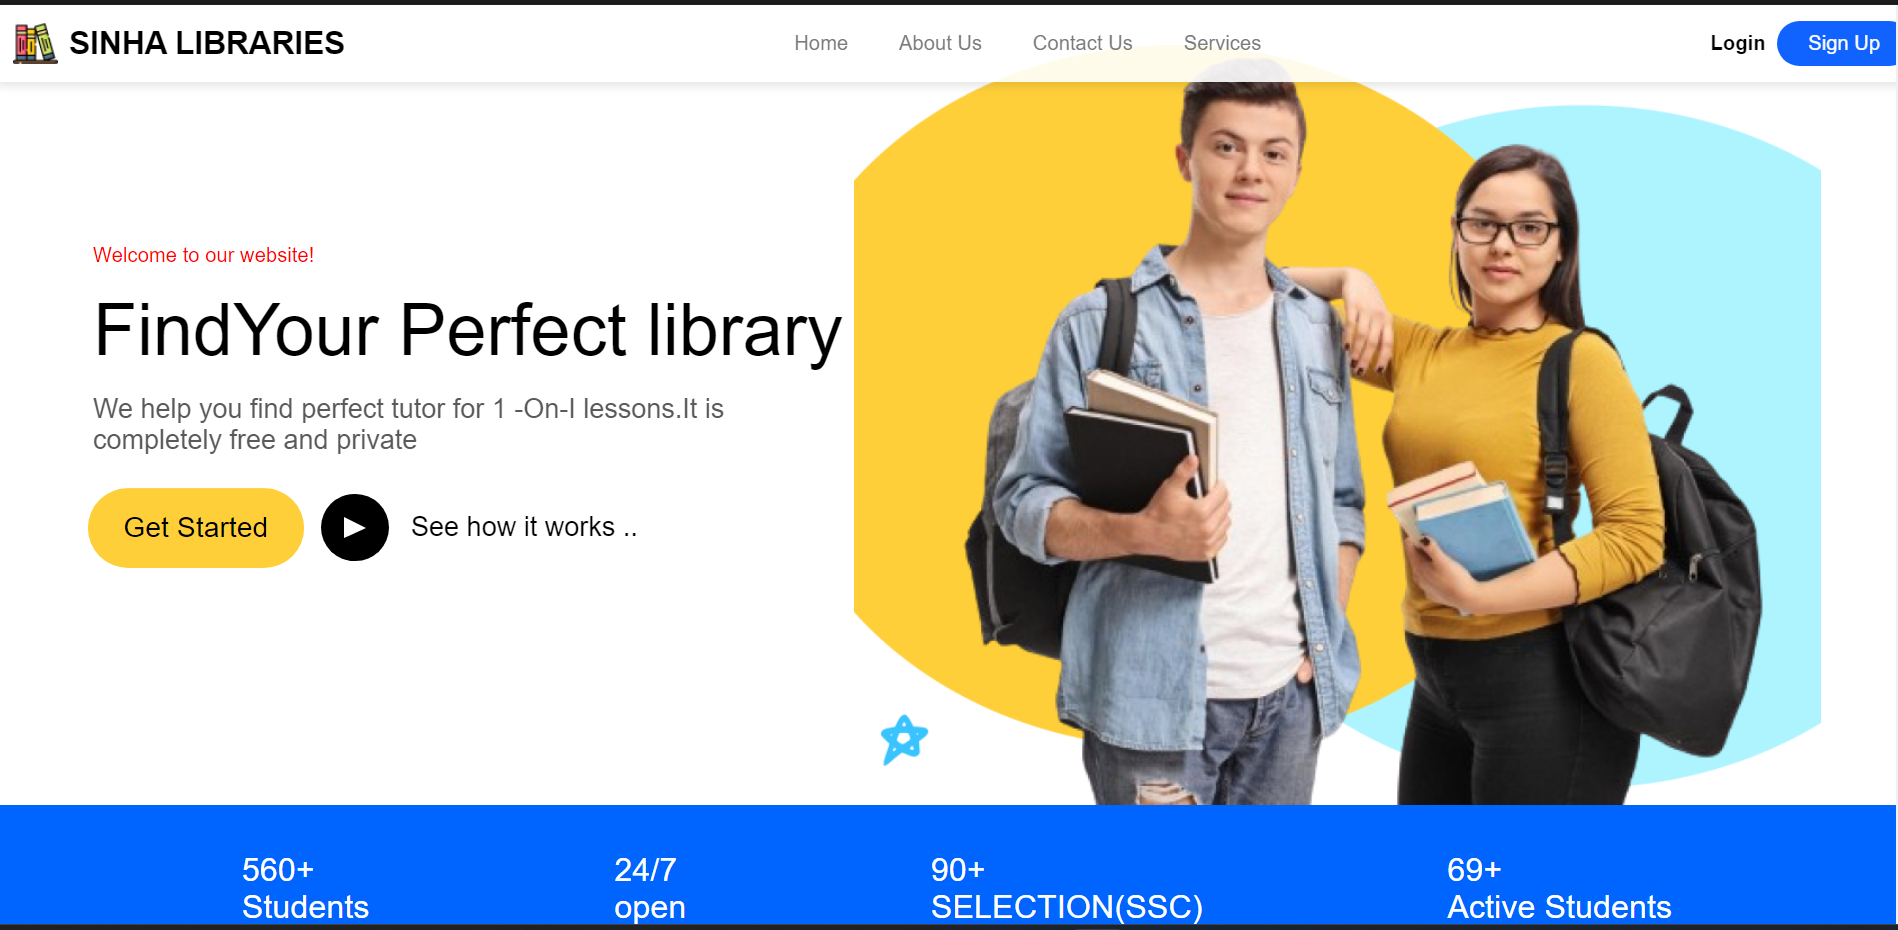 SINHA LIBRARIES
Home About Us Contact Us Services
Login Sign Up
Welcome to our website!
FindYour Perfect library
We help you find perfect tutor for 1 -On-I lessons.It is
completely free and private
Get Started
See how it works ..
560+
Students
24/7
open
90+
SELECTION(SSC)
69+
Active Students